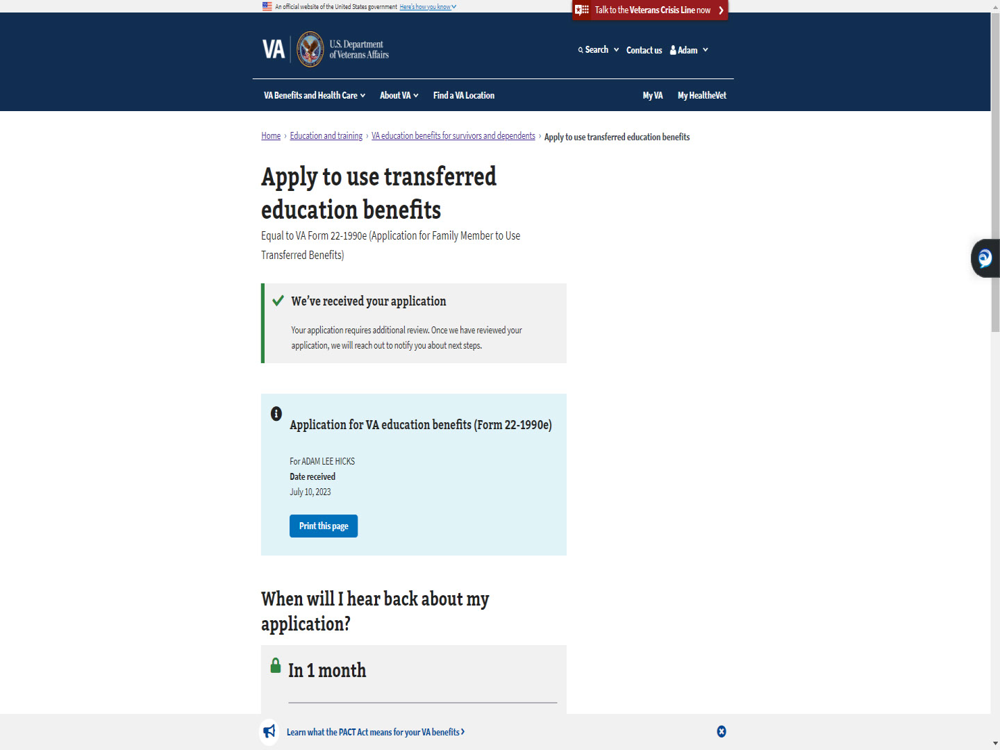 An official website of the United States government Here's how you know
Talk to the Veterans Crisis Line now
VA U.S. Department
of Veterans Affairs
Search Contact us Adam
VA Benefits and Health Care About VA Find a VA Location My VA My HealtheVet
Home › Education and training › VA education benefits for survivors and dependents › Apply to use transferred education benefits
Apply to use transferred
education benefits
Equal to VA Form 22-1990e (Application for Family Member to Use
Transferred Benefits)
We've received your application
Your application requires additional review. Once we have reviewed your
application, we will reach out to notify you about next steps.
Application for VA education benefits (Form 22-1990e)
For ADAM LEE HICKS
Date received
July 10, 2023
Print this page
When will I hear back about my
application?
In 1 month
Learn what the PACT Act means for your VA benefits